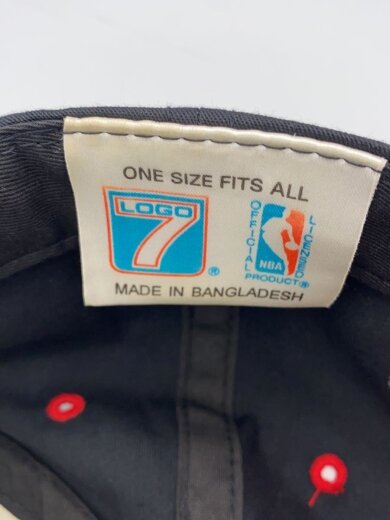 ONE SIZE FITS ALL
LOGO
7
®
OFFICIAL
NBA
LICENSED
PRODUCT®
MADE IN BANGLADESH